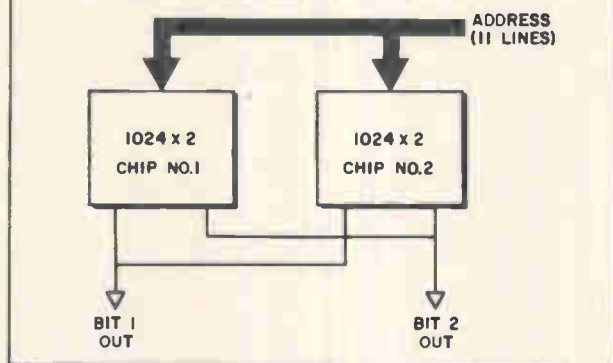 ADDRESS
(11 LINES)
1024 x 2
CHIP NO.1
1024 x 2
CHIP NO.2
BIT 1
OUT
BIT 2
OUT